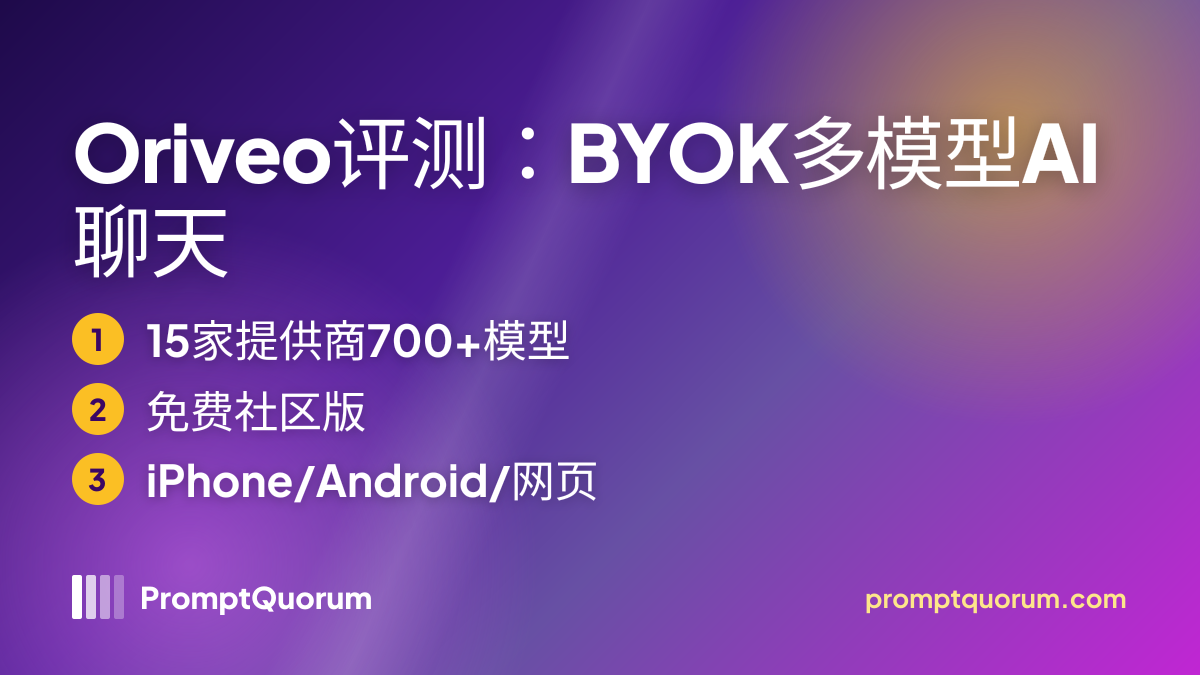 Oriveo评测：BYOK多模型AI
聊天
1 15家提供商700+模型
2 免费社区版
3 iPhone/Android/网页
PromptQuorum
promptquorum.com